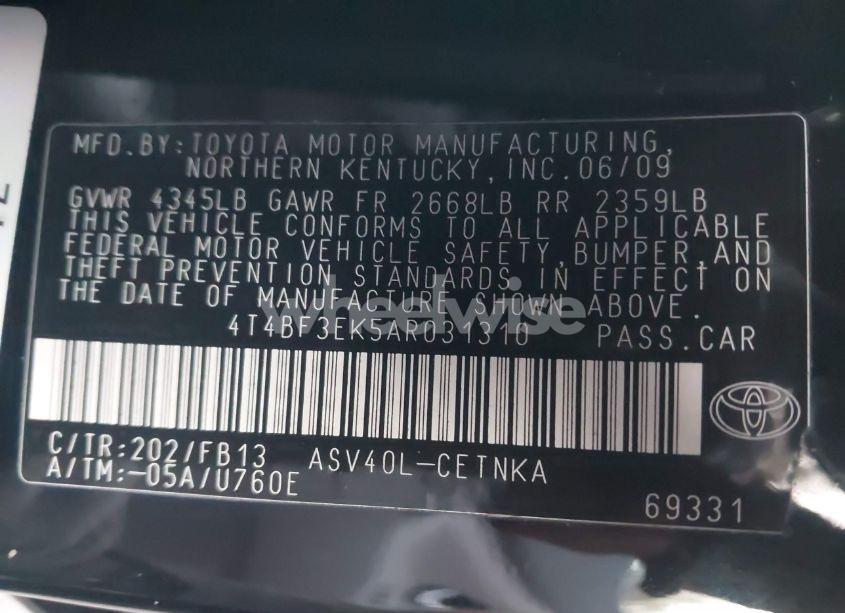 MFD.BY:TOYOTA MOTOR MANUFACTURING,
NORTHERN KENTUCKY,INC.06/09
GVWR 4345LB GAWR FR 2668LB RR 2359LB
THIS VEHICLE CONFORMS TO ALL APPLICABLE
FEDERAL MOTOR VEHICLE SAFETY,BUMPER,AND
THEFT PREVENTION STANDARDS IN EFFECT ON
THE DATE OF MANUFACTURE SHOWN ABOVE.
wheelwise
4T4BF3EK5AR031310 PASS.CAR
C/TR:202/FB13 ASV40L-CETNKA
A/TM:-05A/U760E
69331